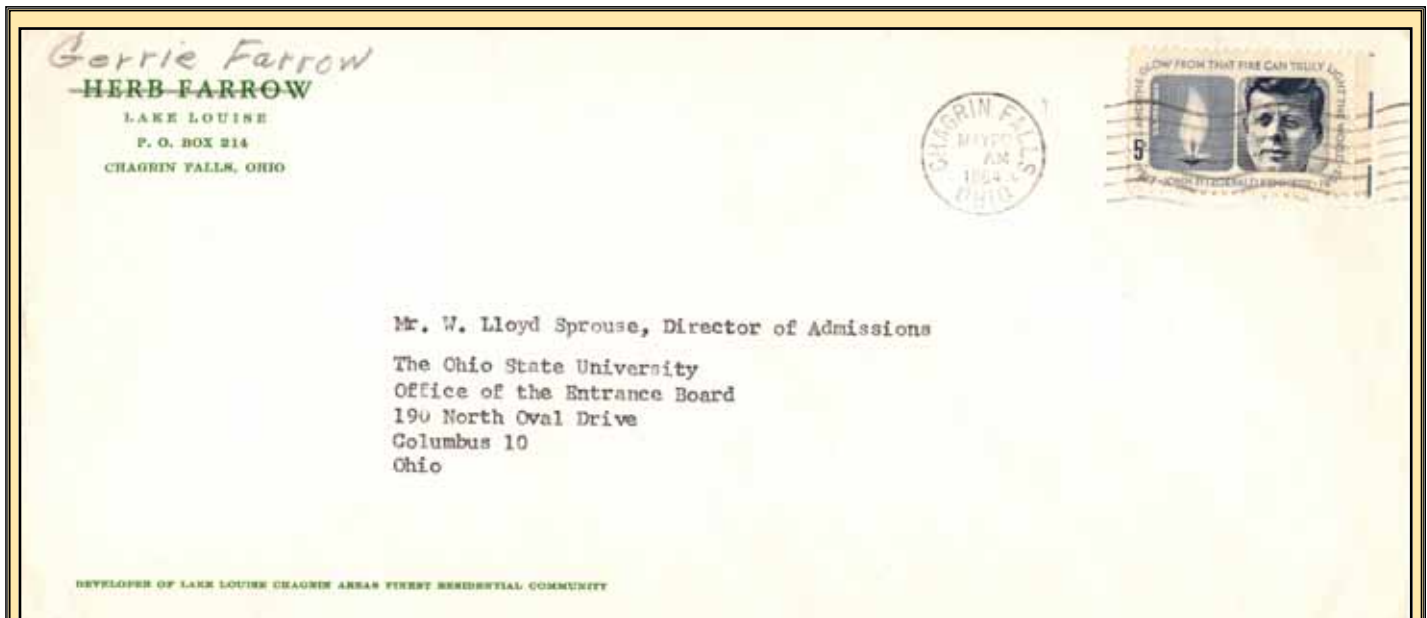 Gerrie Farrow
HERB FARROW
LAKE LOUISE
P. O. BOX 214
CHAGRIN FALLS, OHIO
CHAGRIN FALLS
MAY
AM
1964
OHIO
AND THE GLOW FROM THAT FIRE CAN TRULY LIGHT THE WORLD
5
JOHN FITZGERALD KENNEDY
Mr. W. Lloyd Sprouse, Director of Admissions
The Ohio State University
Office of the Entrance Board
190 North Oval Drive
Columbus 10
Ohio
DEVELOPER OF LAKE LOUISE CHAGRIN AREAS FINEST RESIDENTIAL COMMUNITY